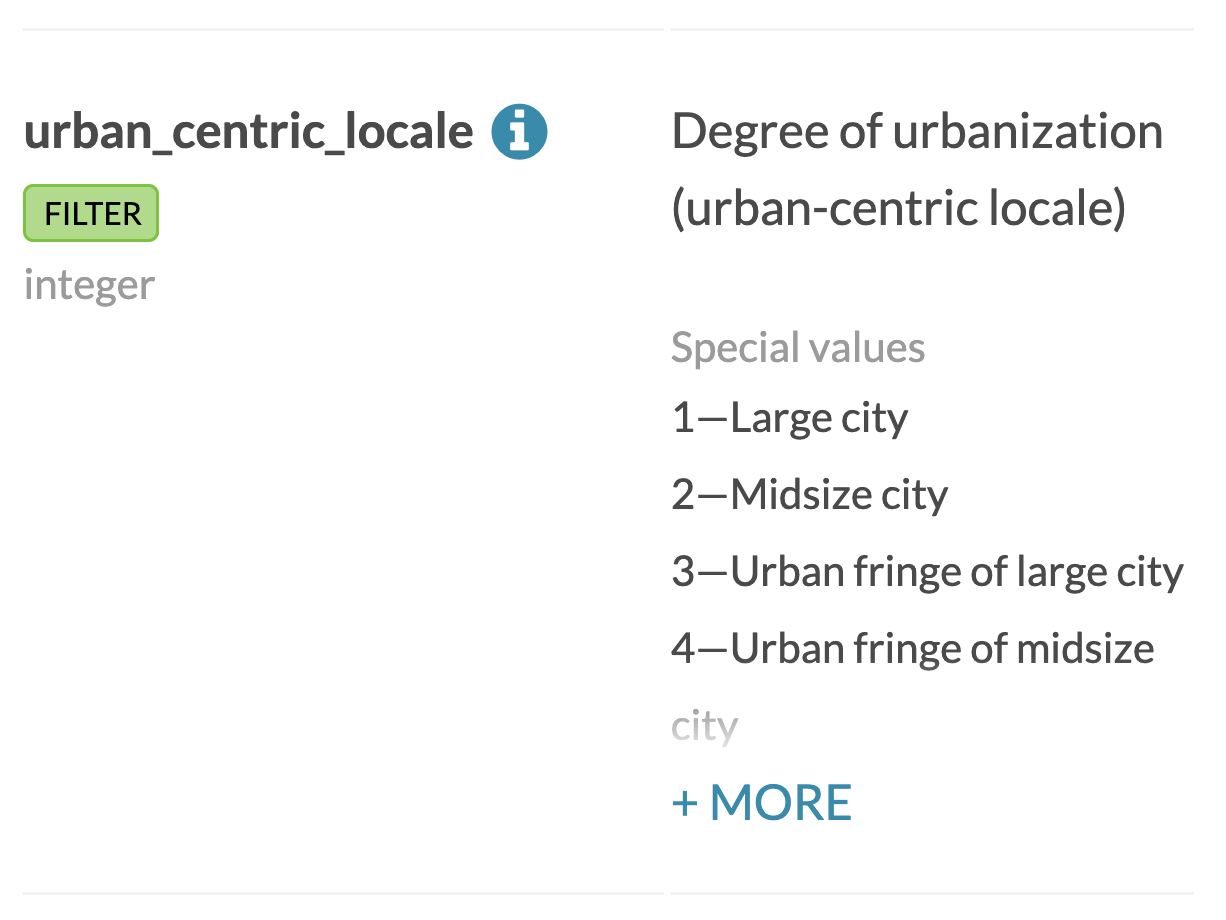 urban_centric_locale
FILTER
integer
Degree of urbanization
(urban-centric locale)
Special values
1—Large city
2—Midsize city
3—Urban fringe of large city
4—Urban fringe of midsize
city
+ MORE